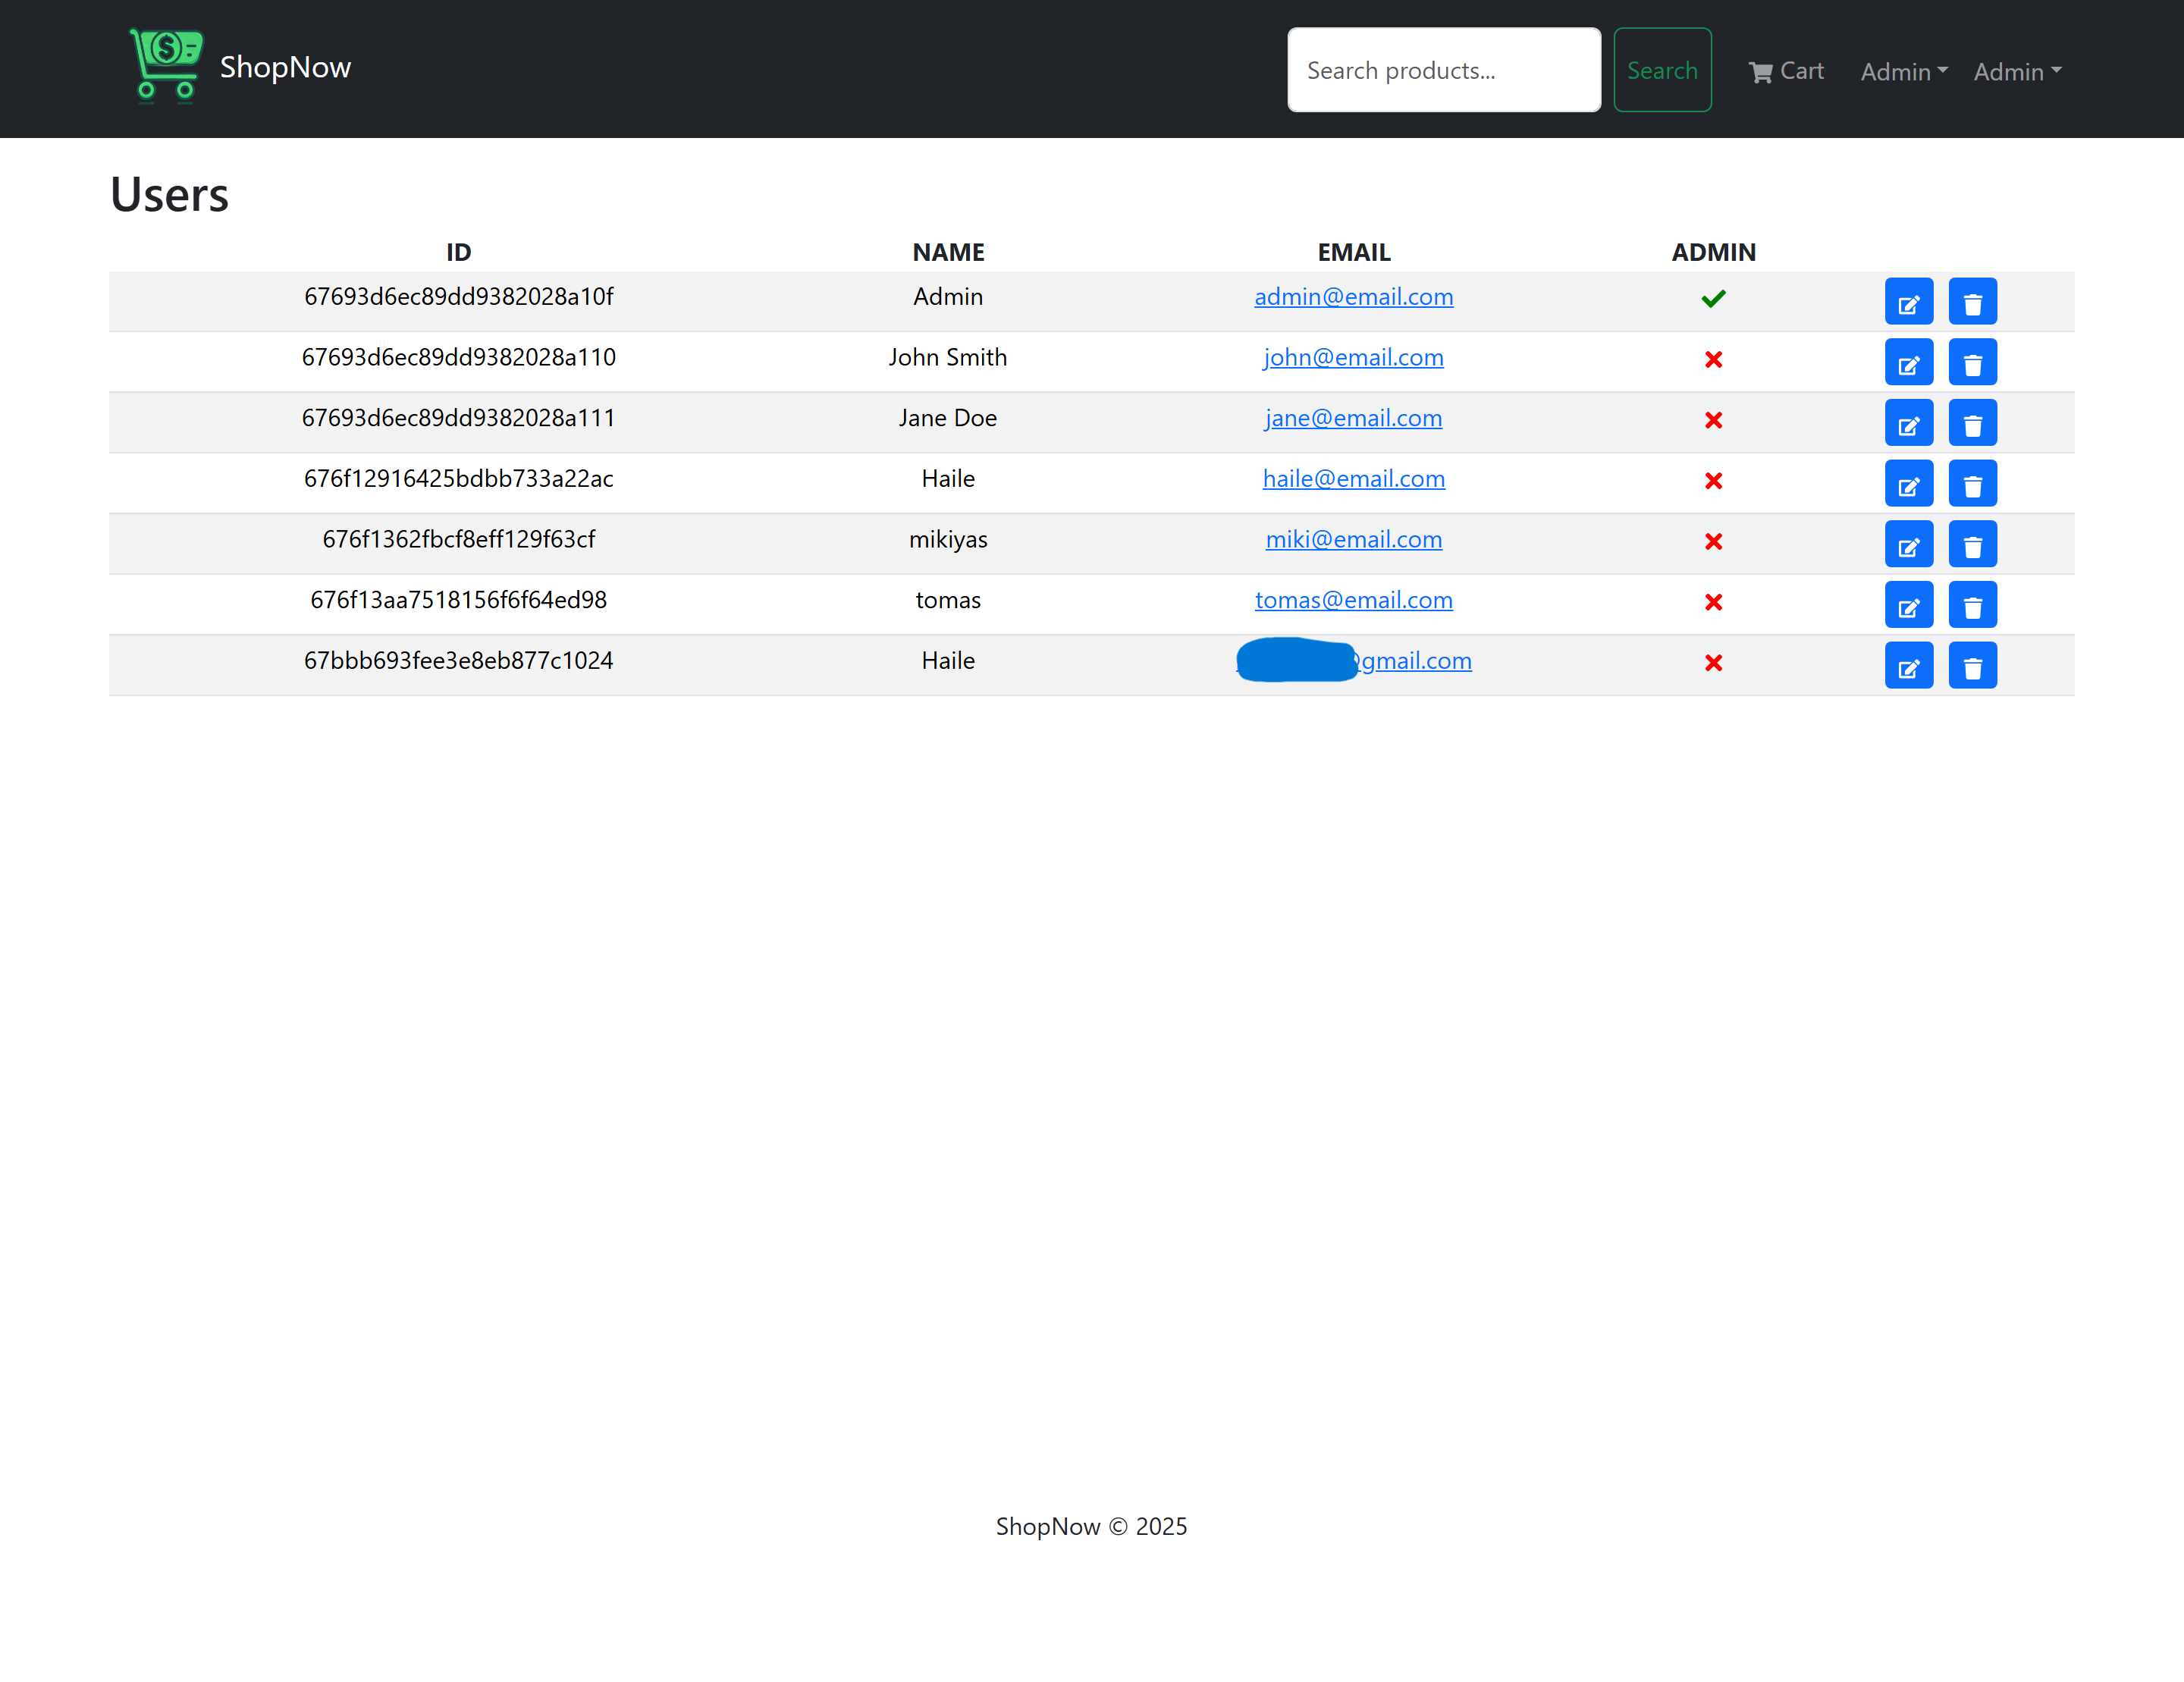 ShopNow
Search products...
Search
Cart
Admin
Admin
Users
ID NAME EMAIL ADMIN
67693d6ec89dd9382028a10f Admin admin@email.com
67693d6ec89dd9382028a110 John Smith john@email.com
67693d6ec89dd9382028a111 Jane Doe jane@email.com
676f12916425bdbb733a22ac Haile haile@email.com
676f1362fbcf8eff129f63cf mikiyas miki@email.com
676f13aa7518156f6f64ed98 tomas tomas@email.com
67bbb693fee3e8eb877c1024 Haile @gmail.com
ShopNow © 2025